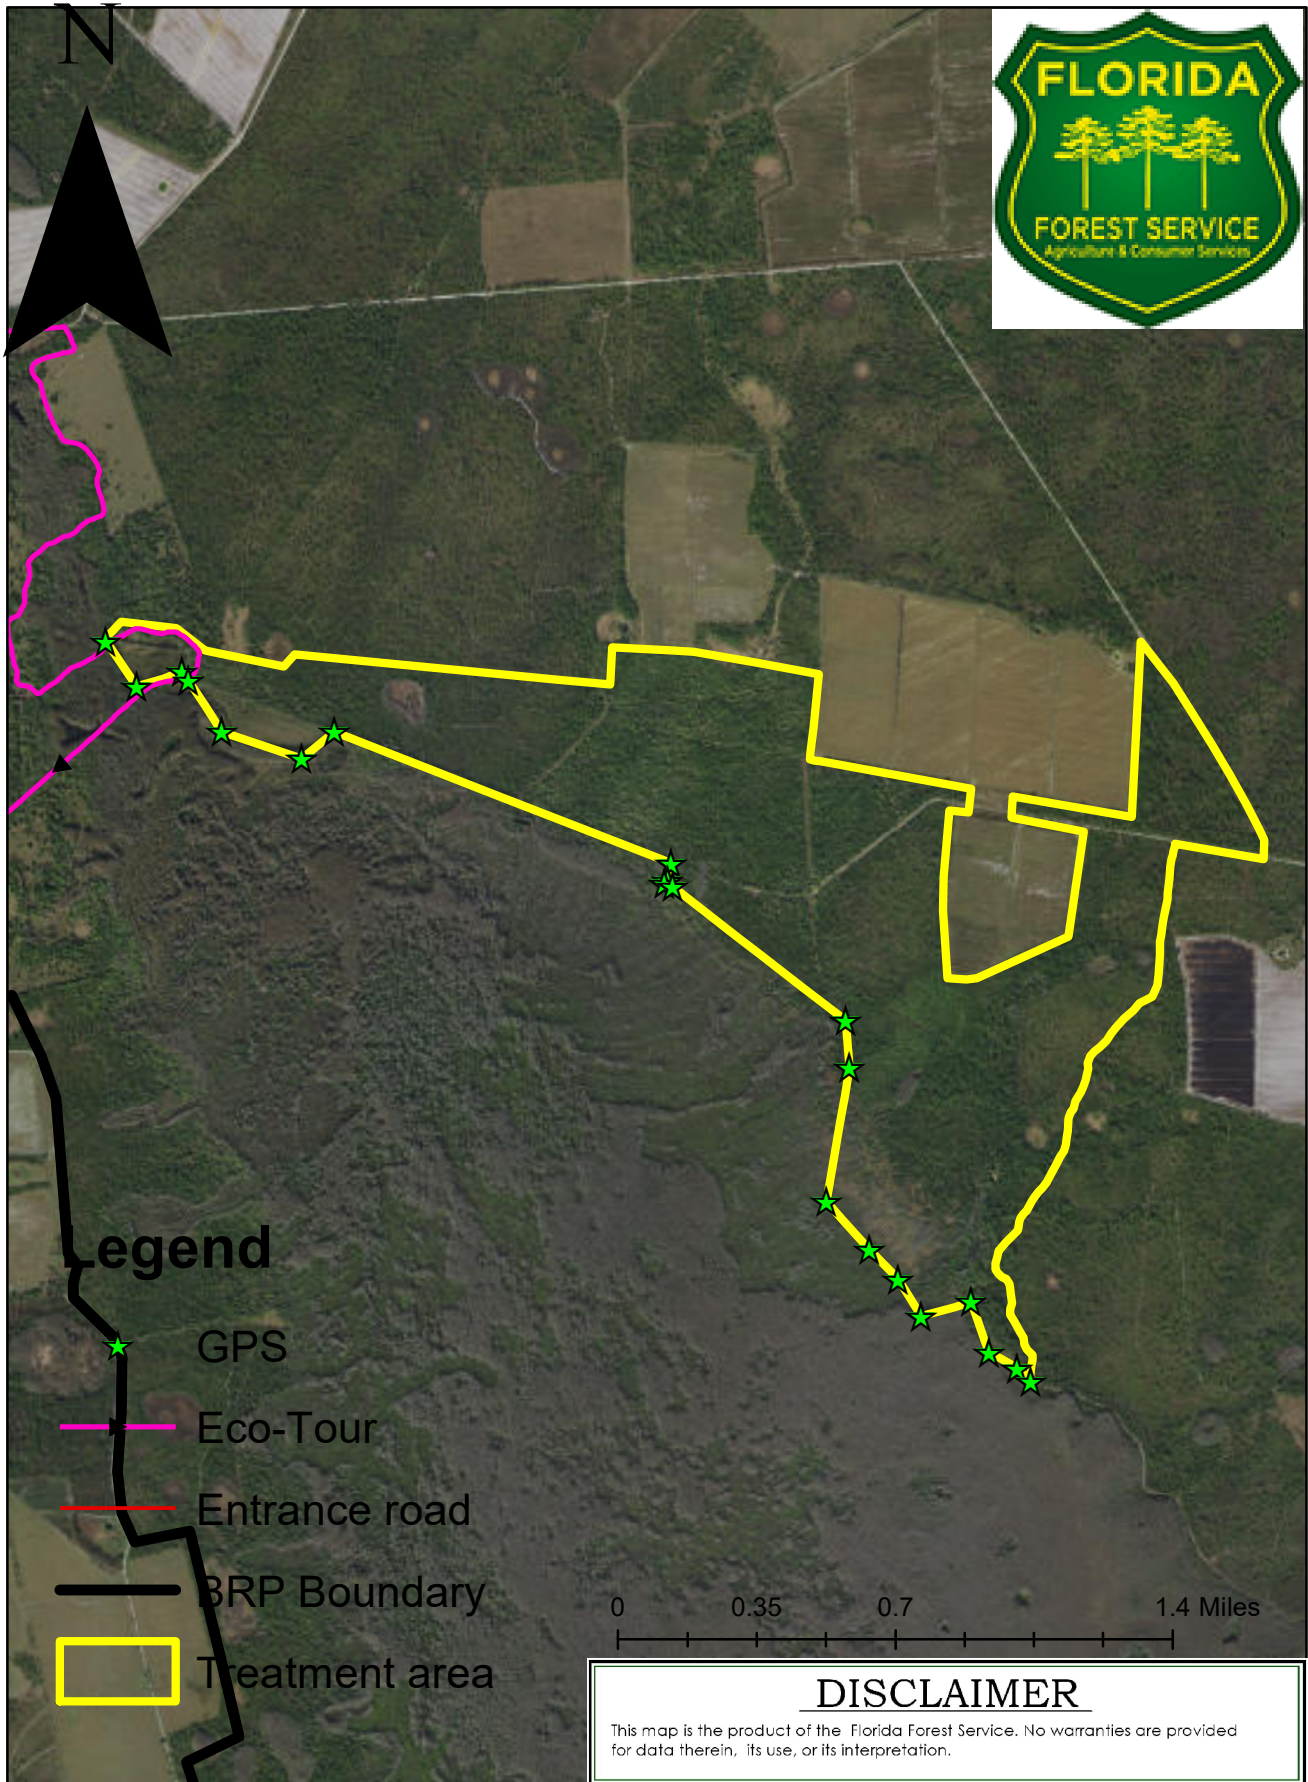 N
FLORIDA
FOREST SERVICE
Agriculture & Consumer Services
Legend
GPS
Eco-Tour
Entrance road
BRP Boundary
Treatment area
0 0.35 0.7 1.4 Miles
DISCLAIMER
This map is the product of the Florida Forest Service. No warranties are provided
for data therein, its use, or its interpretation.